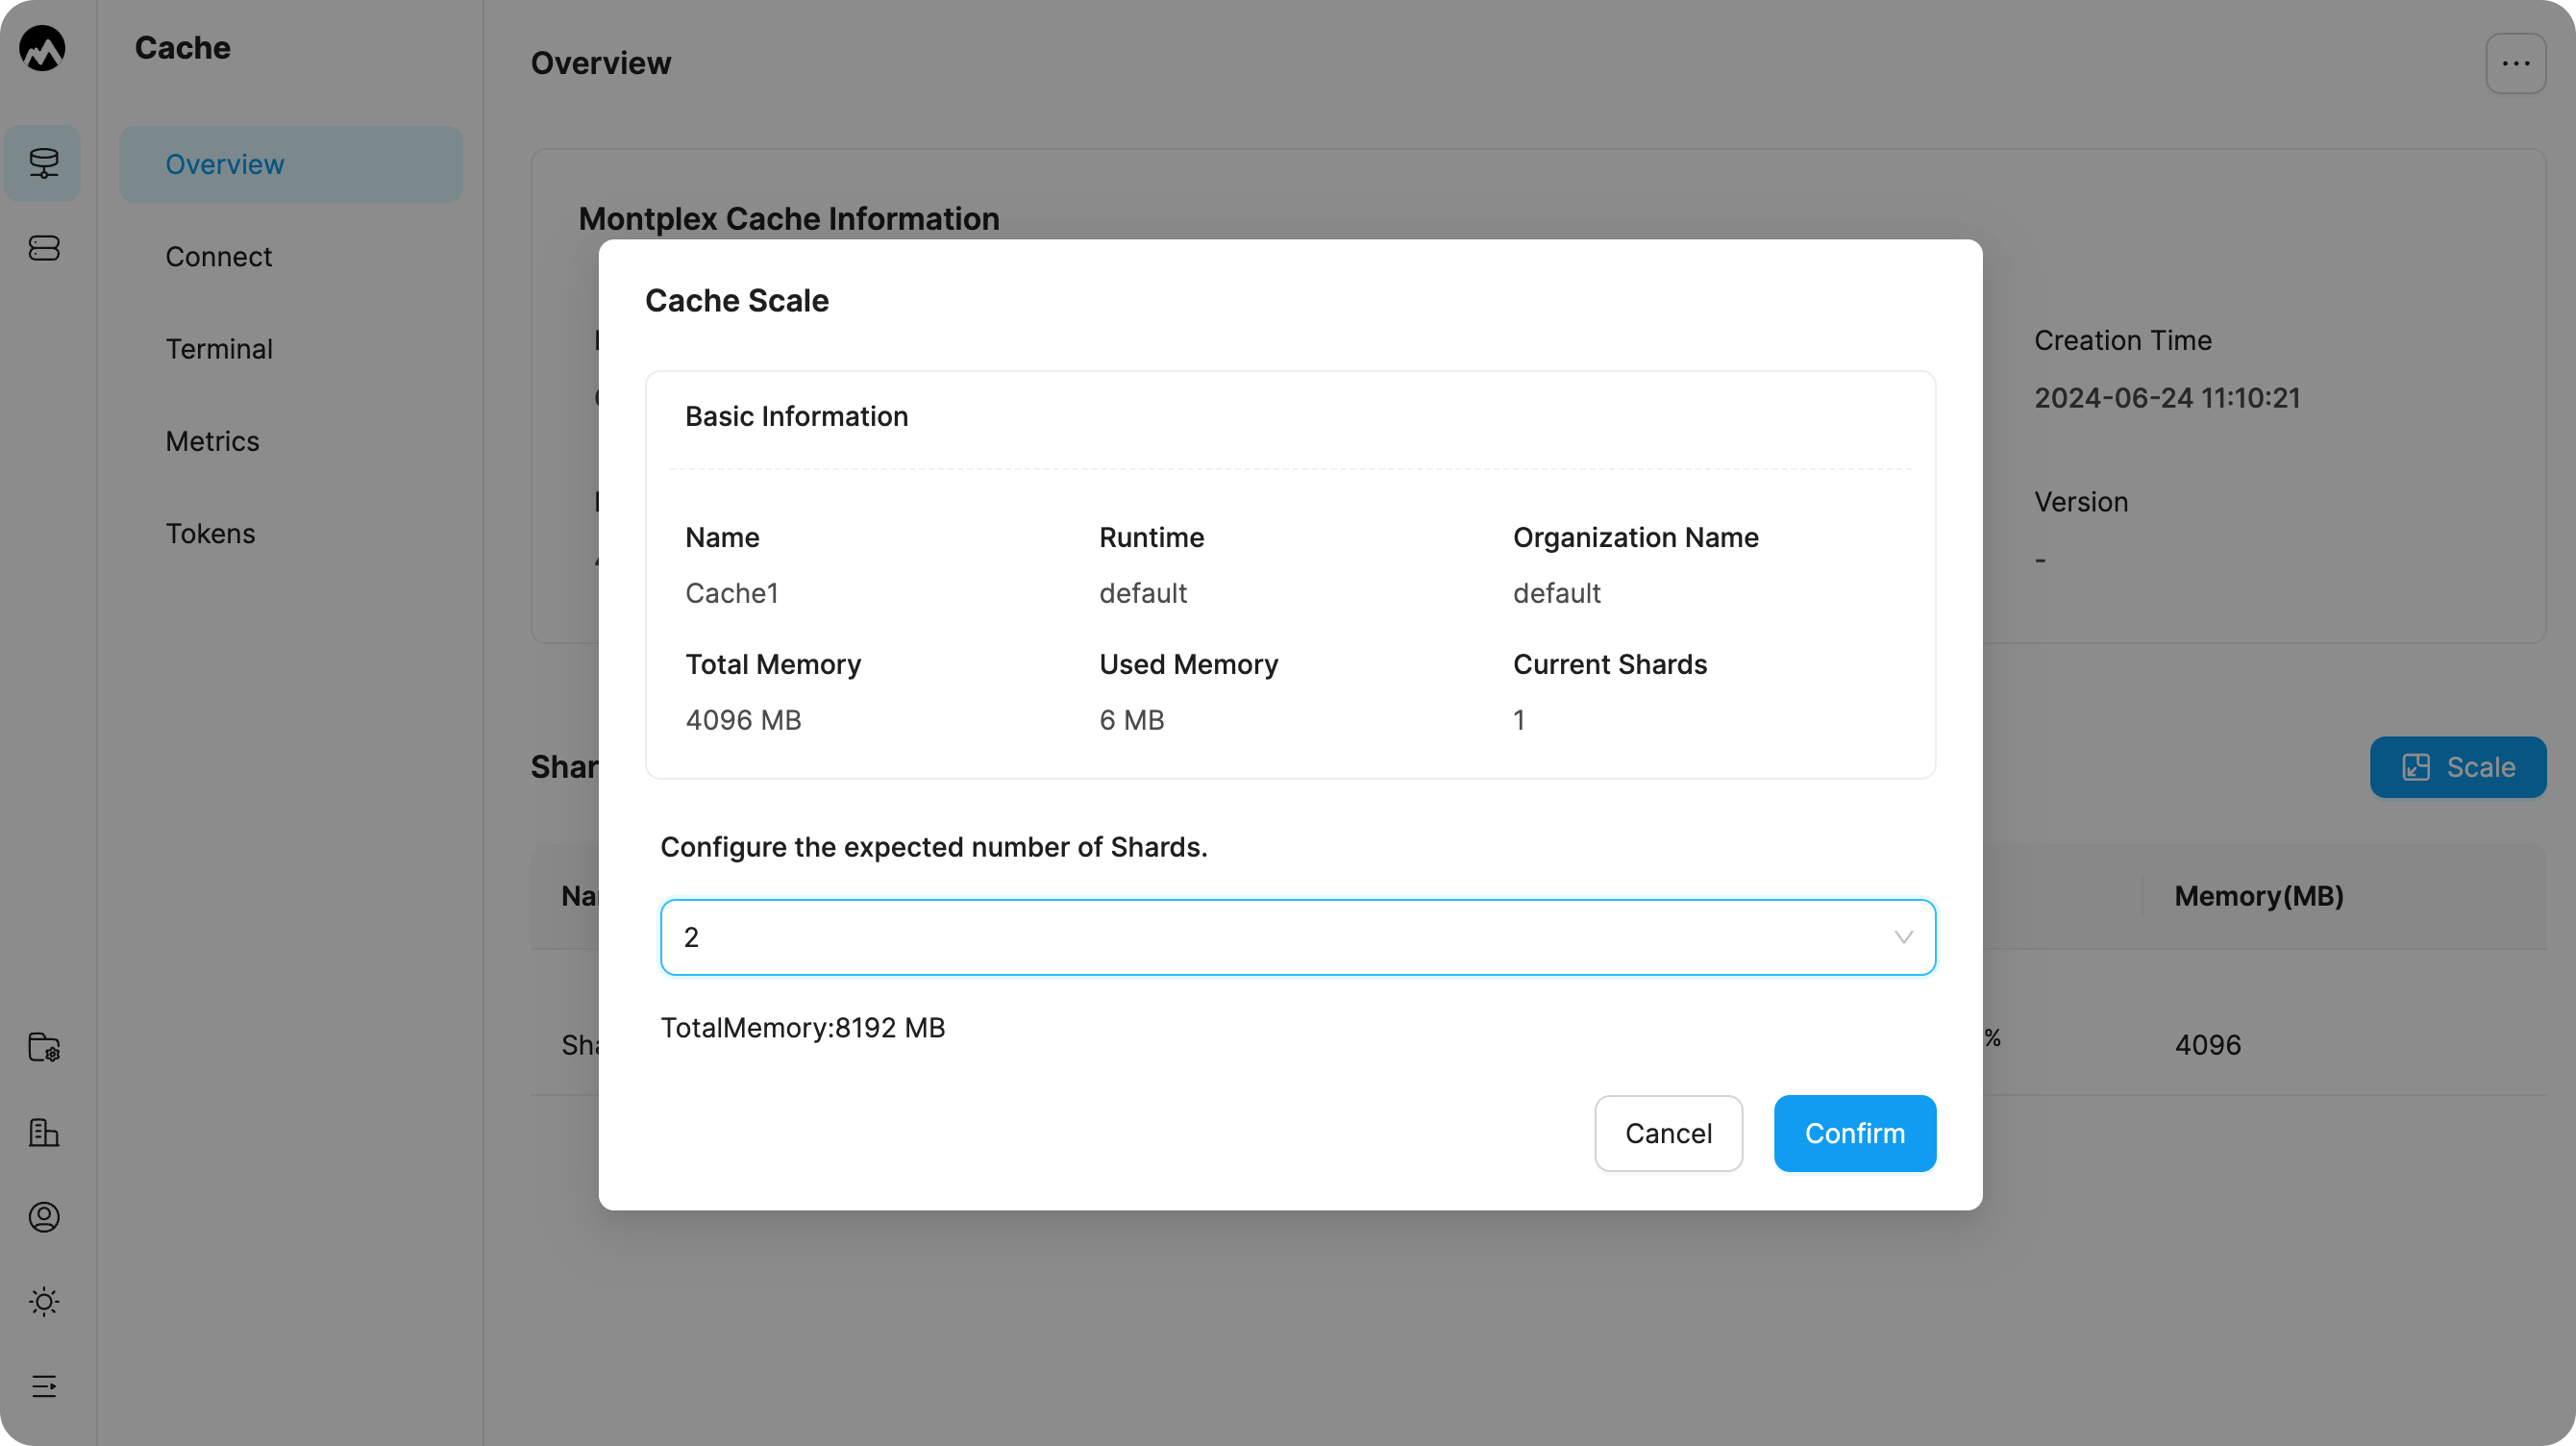 Cache
Overview
Connect
Terminal
Metrics
Tokens
Overview
Montplex Cache Information
Creation Time
2024-06-24 11:10:21
Version
-
Scale
Memory(MB)
%
4096
Cache Scale
Basic Information
Name Runtime Organization Name
Cache1 default default
Total Memory Used Memory Current Shards
4096 MB 6 MB 1
Configure the expected number of Shards.
2
TotalMemory:8192 MB
Cancel Confirm